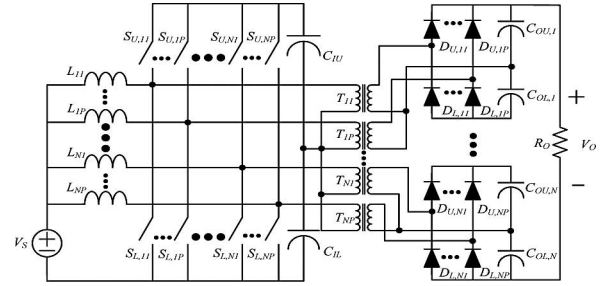 S_{U,11} S_{U,1P} S_{U,N1} S_{U,NP}
C_{IU}
D_{U,11} D_{U,1P}
C_{OU,1}
L_{11}
T_{11}
C_{OL,1}
D_{L,11} D_{L,1P}
L_{1P}
T_{1P}
+
R_O V_O
−
L_{N1}
T_{N1}
C_{OU,N}
D_{U,N1} D_{U,NP}
L_{NP}
T_{NP}
V_S
S_{L,11} S_{L,1P} S_{L,N1} S_{L,NP}
C_{IL}
C_{OL,N}
D_{L,N1} D_{L,NP}